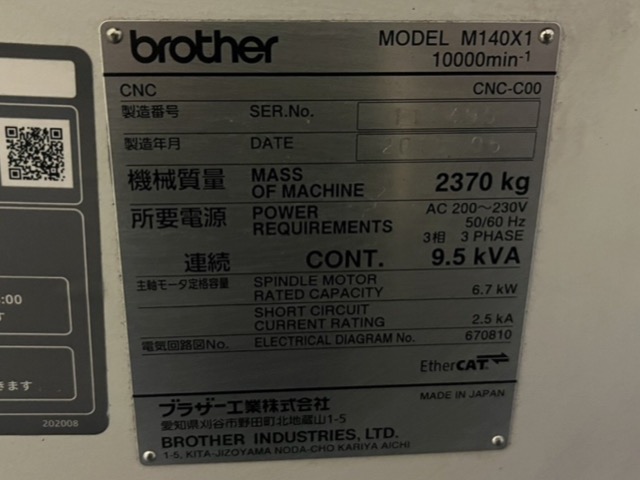 brother
MODEL M140X1
10000min-1
CNC CNC-C00
製造番号 SER.No.
製造年月 DATE
機械質量 MASS OF MACHINE 2370 kg
所要電源 POWER REQUIREMENTS AC 200～230V
50/60 Hz
3相 3 PHASE
連続 CONT. 9.5 kVA
主軸モータ定格容量 SPINDLE MOTOR RATED CAPACITY 6.7 kW
SHORT CIRCUIT CURRENT RATING 2.5 kA
電気回路図No. ELECTRICAL DIAGRAM No. 670810
EtherCAT
ブラザー工業株式会社 MADE IN JAPAN
愛知県刈谷市野田町北地蔵山1-5
BROTHER INDUSTRIES, LTD.
1-5, KITA-JIZOYAMA NODA-CHO KARIYA AICHI
:00
す
きます
202008